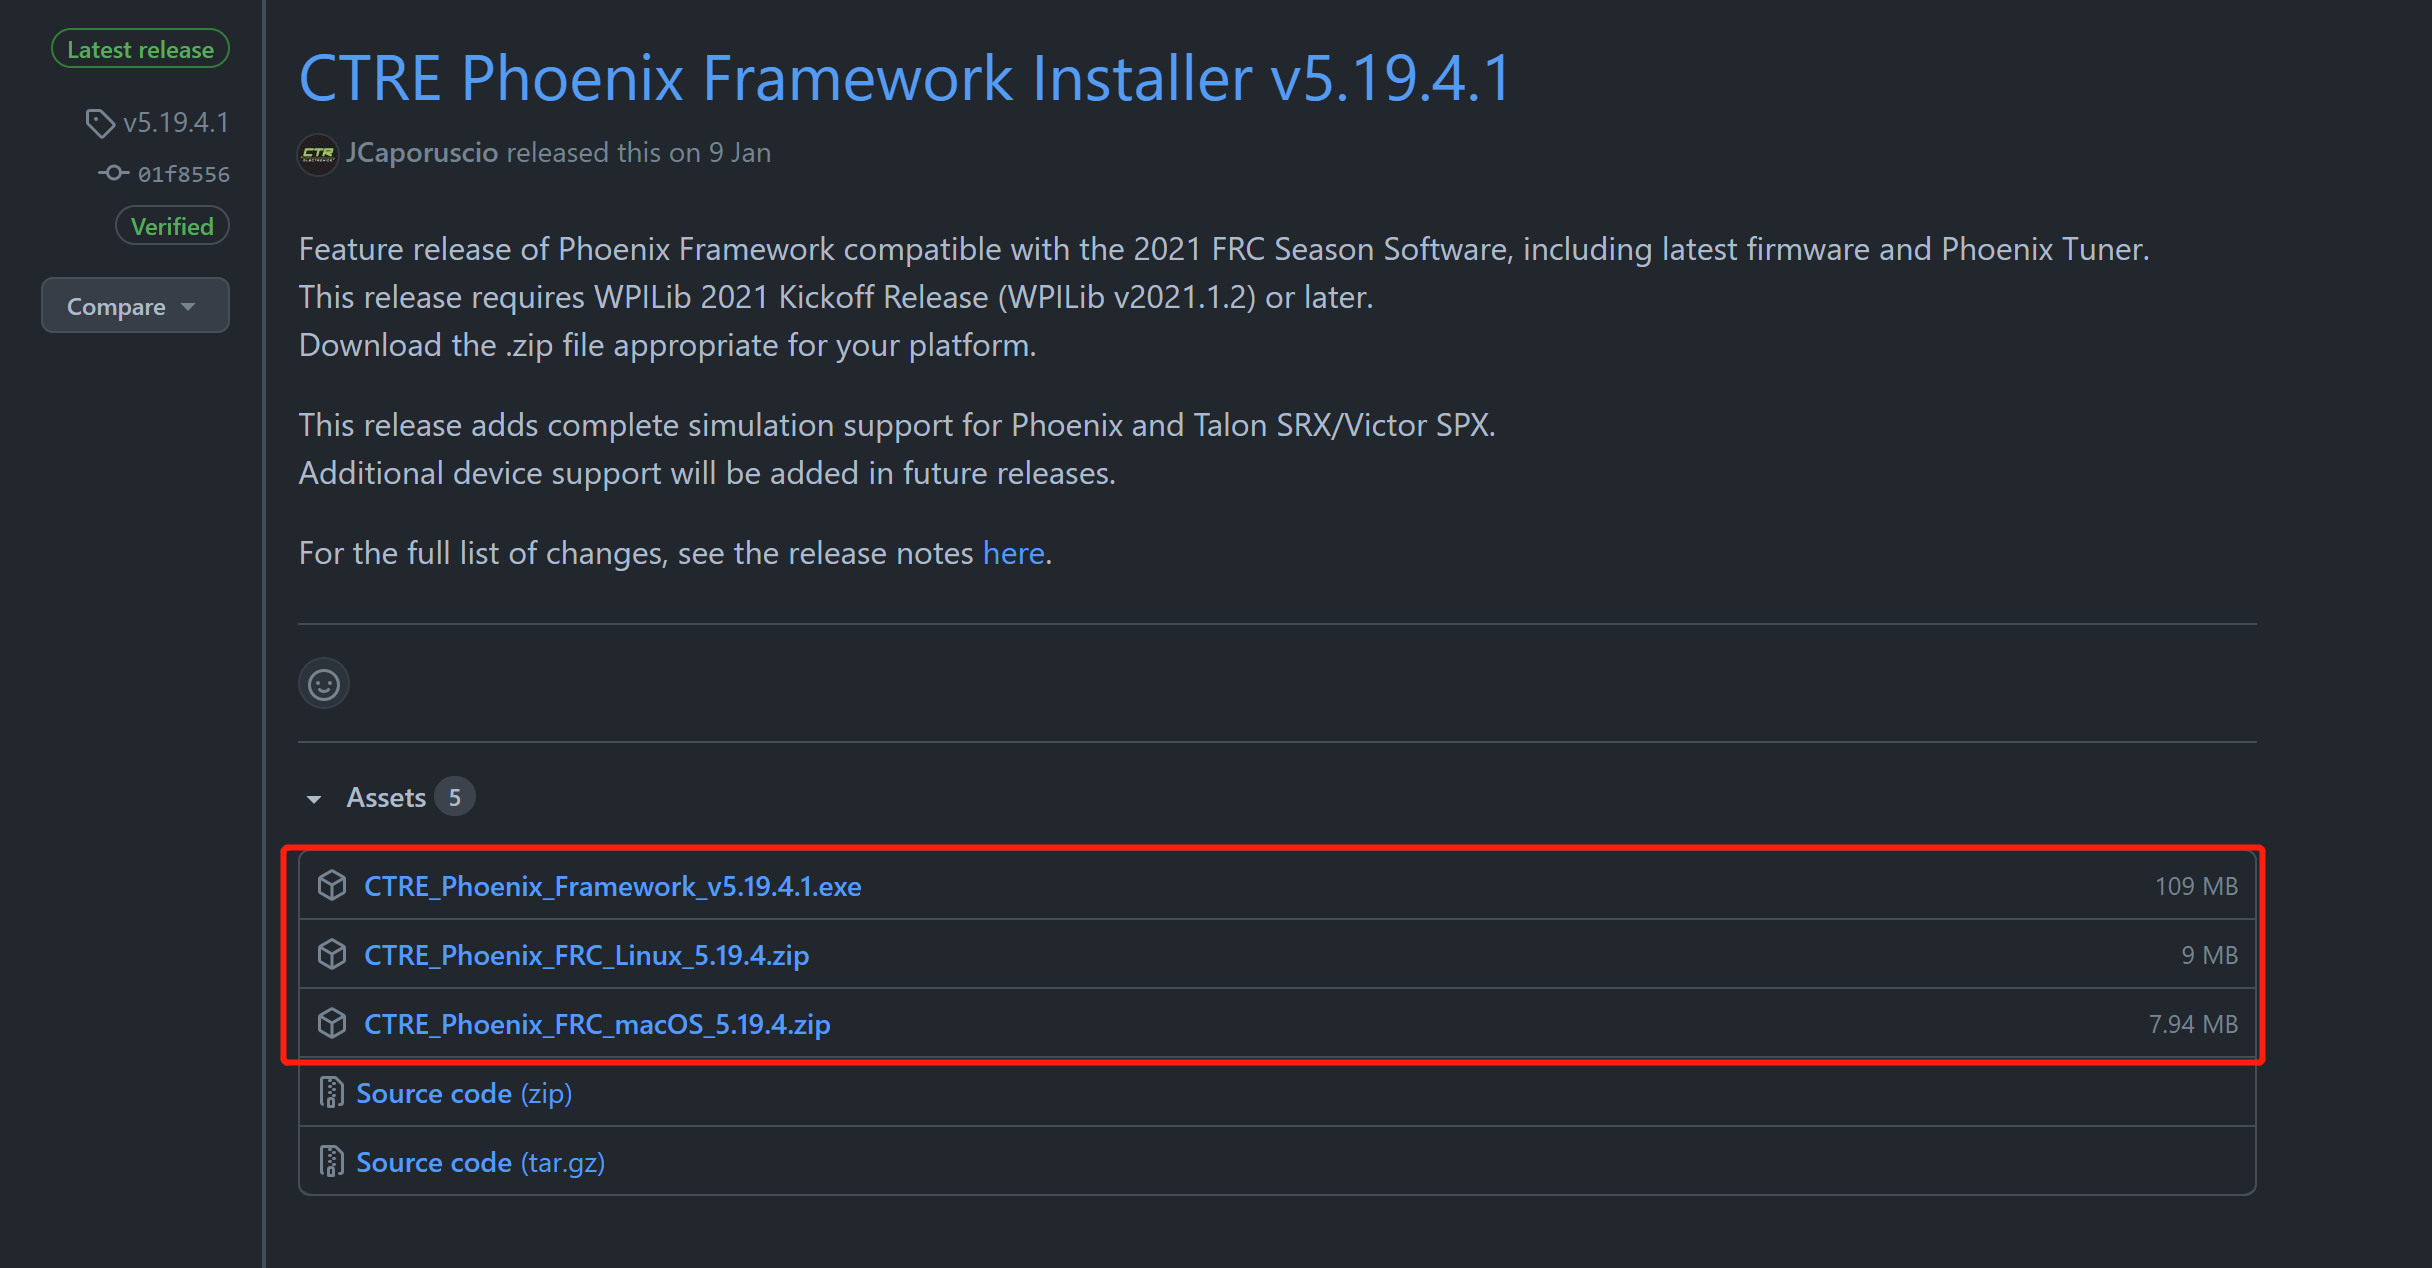 Latest release
v5.19.4.1
01f8556
Verified
Compare
CTRE Phoenix Framework Installer v5.19.4.1
CTR
ELECTRONICS
JCaporuscio released this on 9 Jan
Feature release of Phoenix Framework compatible with the 2021 FRC Season Software, including latest firmware and Phoenix Tuner.
This release requires WPILib 2021 Kickoff Release (WPILib v2021.1.2) or later.
Download the .zip file appropriate for your platform.
This release adds complete simulation support for Phoenix and Talon SRX/Victor SPX.
Additional device support will be added in future releases.
For the full list of changes, see the release notes here.
Assets 5
CTRE_Phoenix_Framework_v5.19.4.1.exe 109 MB
CTRE_Phoenix_FRC_Linux_5.19.4.zip 9 MB
CTRE_Phoenix_FRC_macOS_5.19.4.zip 7.94 MB
Source code (zip)
Source code (tar.gz)